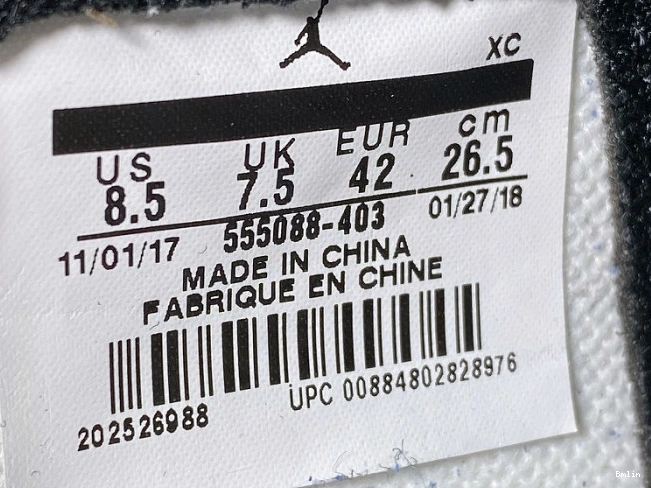 XC
US UK EUR cm
8.5 7.5 42 26.5
555088-403
11/01/17 01/27/18
MADE IN CHINA
FABRIQUE EN CHINE
202526988 UPC 00884802828976
Bmlin